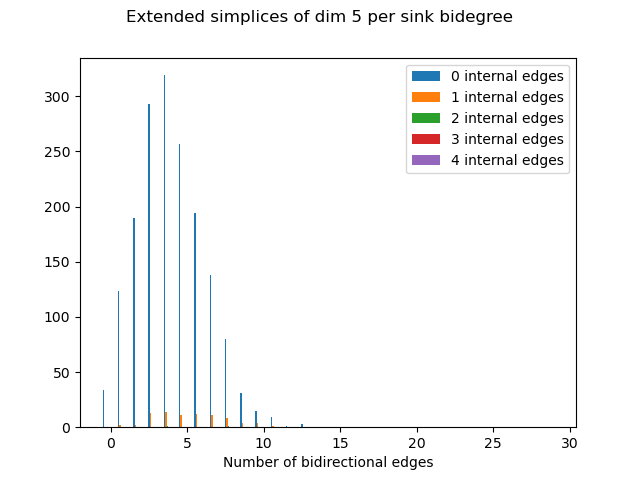 Extended simplices of dim 5 per sink bidegree
0 internal edges
1 internal edges
2 internal edges
3 internal edges
4 internal edges
300
250
200
150
100
50
0
0 5 10 15 20 25 30
Number of bidirectional edges